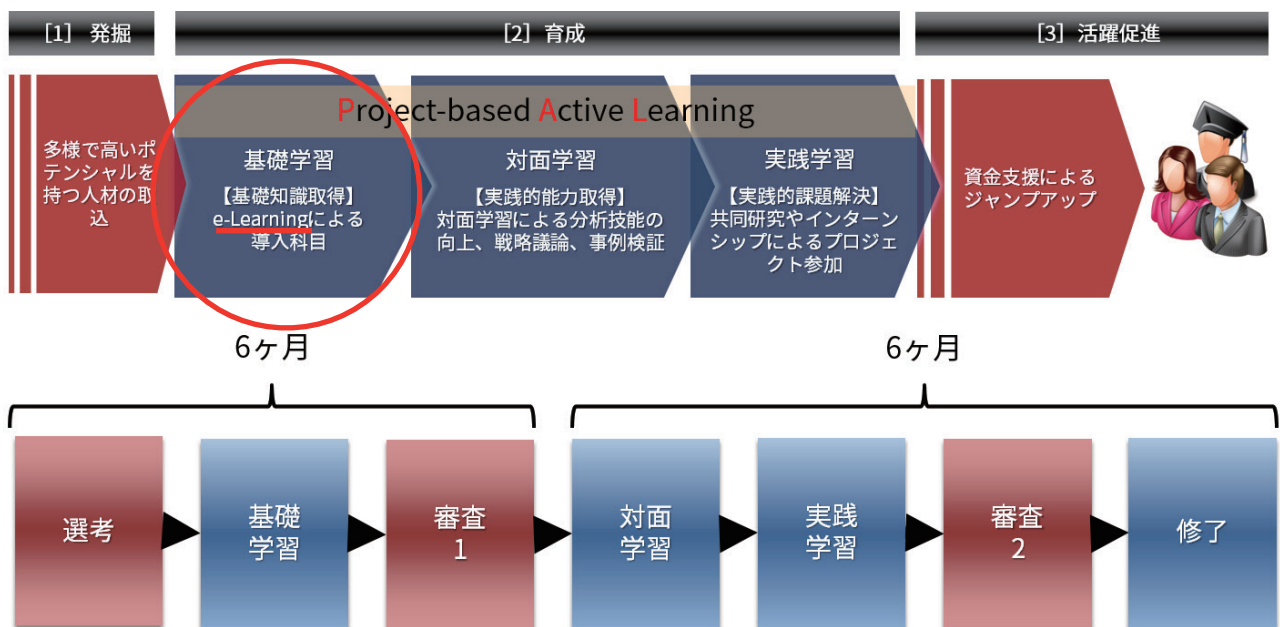 [1] 発掘
[2] 育成
[3] 活躍促進
Project-based Active Learning
多様で高いポ
テンシャルを
持つ人材の取
込
基礎学習
【基礎知識取得】
e-Learningによる
導入科目
対面学習
【実践的能力取得】
対面学習による分析技能の
向上、戦略議論、事例検証
実践学習
【実践的課題解決】
共同研究やインターン
シップによるプロジェ
クト参加
資金支援による
ジャンプアップ
6ヶ月
6ヶ月
選考
基礎
学習
審査
1
対面
学習
実践
学習
審査
2
修了